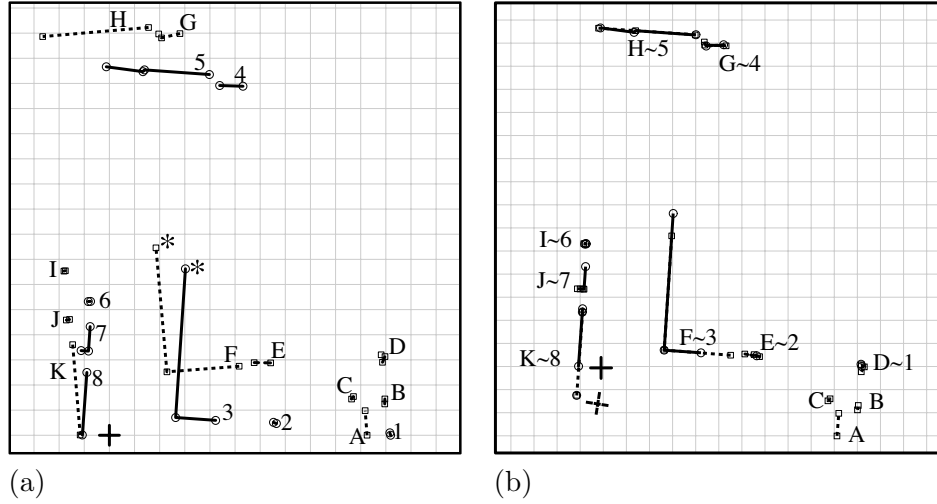 H G
5 4
*
*
I
6
J
7
K 8
F E
3 2
D
C B
A 1
(a)
H~5 G~4
I~6
J~7
K~8
F~3 E~2
D~1
C B
A
(b)